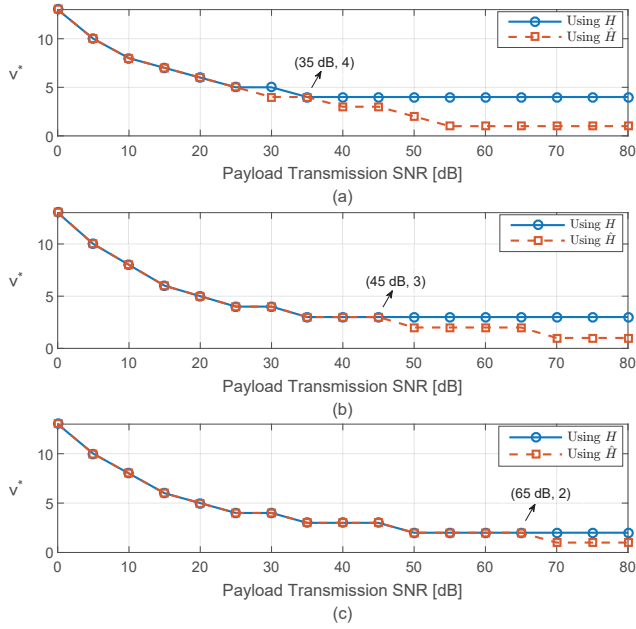 10
5
0
v*
Using H
Using Ĥ
(35 dB, 4)
0 10 20 30 40 50 60 70 80
Payload Transmission SNR [dB]
(a)
10
5
0
v*
Using H
Using Ĥ
(45 dB, 3)
0 10 20 30 40 50 60 70 80
Payload Transmission SNR [dB]
(b)
10
5
0
v*
Using H
Using Ĥ
(65 dB, 2)
0 10 20 30 40 50 60 70 80
Payload Transmission SNR [dB]
(c)